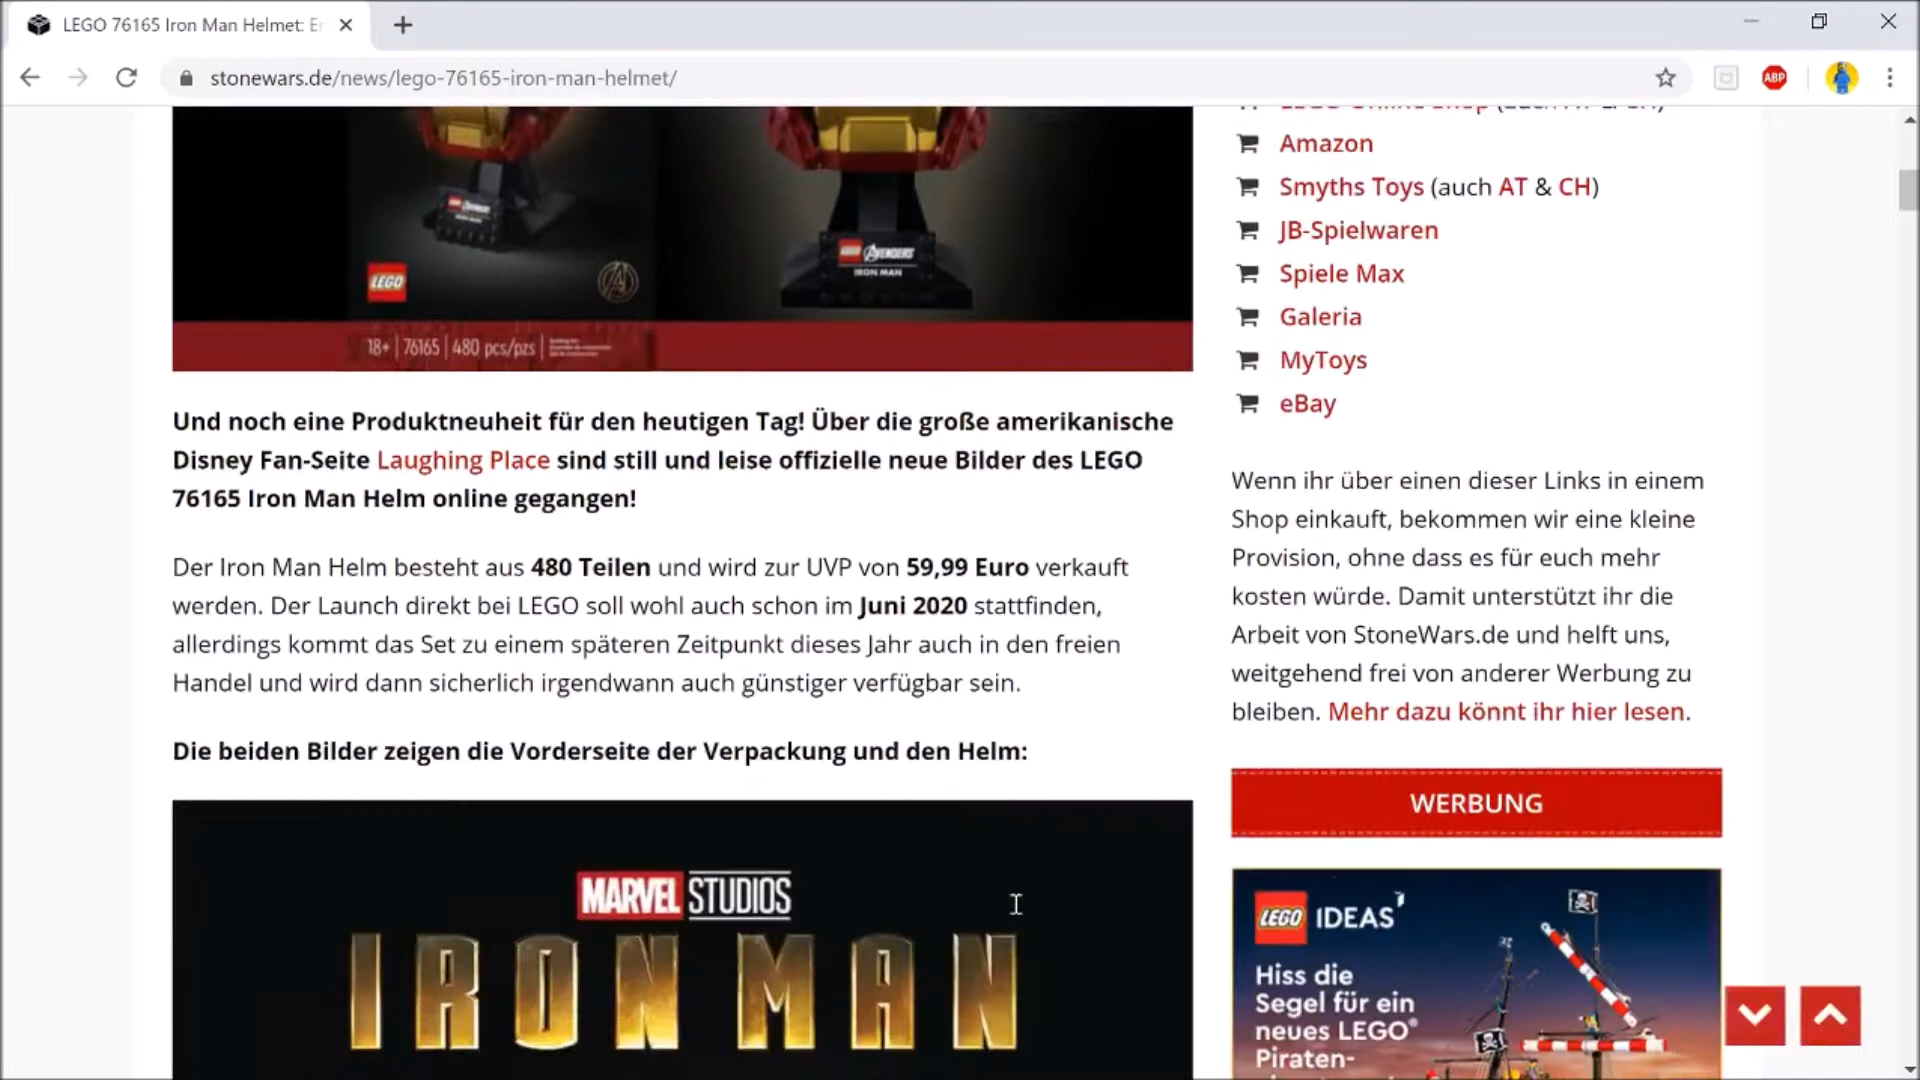 LEGO 76165 Iron Man Helmet: Er
stonewars.de/news/lego-76165-iron-man-helmet/
ABP
LEGO
AVENGERS
IRON MAN
LEGO
18+ | 76165 | 480 pcs/pzs
Und noch eine Produktneuheit für den heutigen Tag! Über die große amerikanische
Disney Fan-Seite Laughing Place sind still und leise offizielle neue Bilder des LEGO
76165 Iron Man Helm online gegangen!
Der Iron Man Helm besteht aus 480 Teilen und wird zur UVP von 59,99 Euro verkauft
werden. Der Launch direkt bei LEGO soll wohl auch schon im Juni 2020 stattfinden,
allerdings kommt das Set zu einem späteren Zeitpunkt dieses Jahr auch in den freien
Handel und wird dann sicherlich irgendwann auch günstiger verfügbar sein.
Die beiden Bilder zeigen die Vorderseite der Verpackung und den Helm:
MARVEL STUDIOS
IRON MAN
Amazon
Smyths Toys (auch AT & CH)
JB-Spielwaren
Spiele Max
Galeria
MyToys
eBay
Wenn ihr über einen dieser Links in einem
Shop einkauft, bekommen wir eine kleine
Provision, ohne dass es für euch mehr
kosten würde. Damit unterstützt ihr die
Arbeit von StoneWars.de und helft uns,
weitgehend frei von anderer Werbung zu
bleiben. Mehr dazu könnt ihr hier lesen.
WERBUNG
LEGO IDEAS
Hiss die
Segel für ein
neues LEGO®
Piraten-